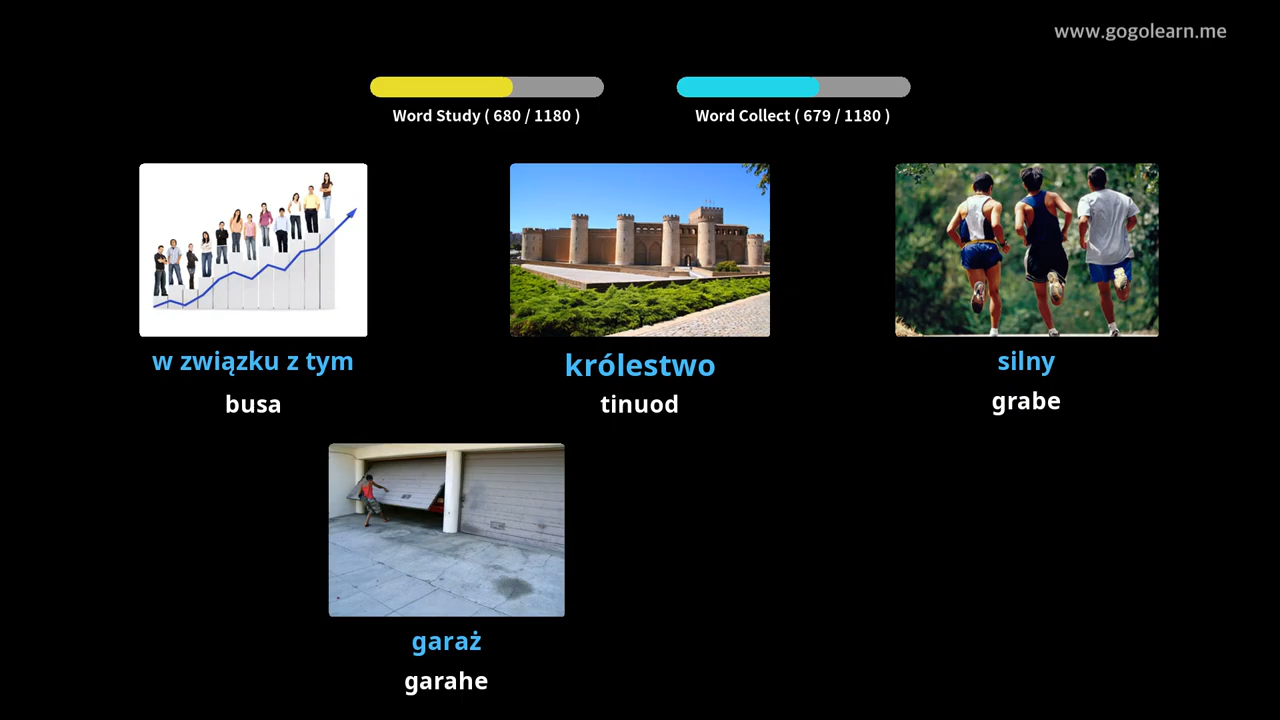 www.gogolearn.me
Word Study ( 680 / 1180 )
Word Collect ( 679 / 1180 )
w związku z tym
busa
królestwo
tinuod
silny
grabe
garaż
garahe